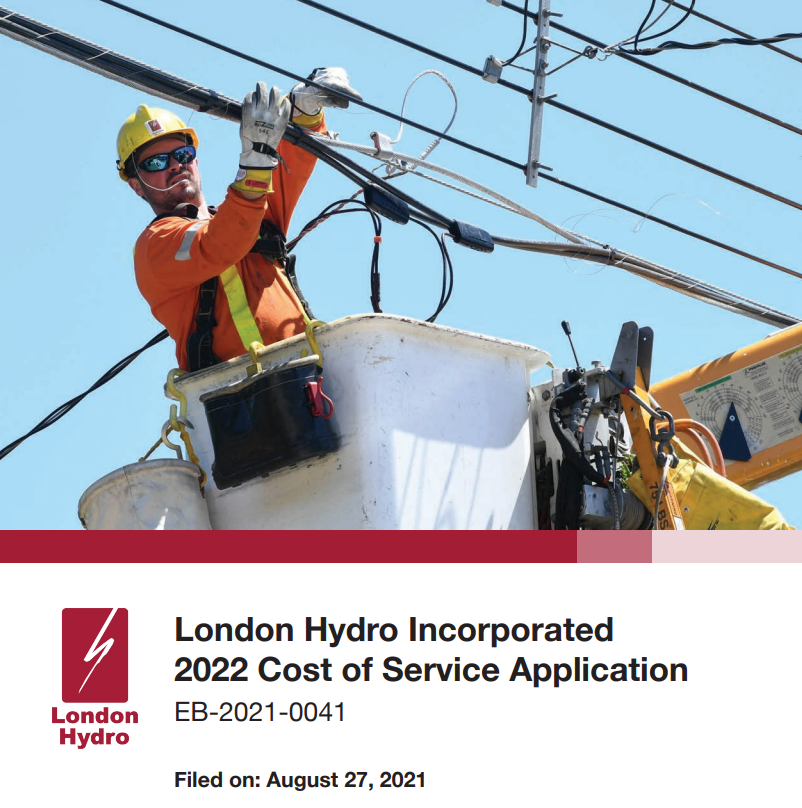 London Hydro Incorporated
2022 Cost of Service Application
EB-2021-0041
London
Hydro
Filed on: August 27, 2021